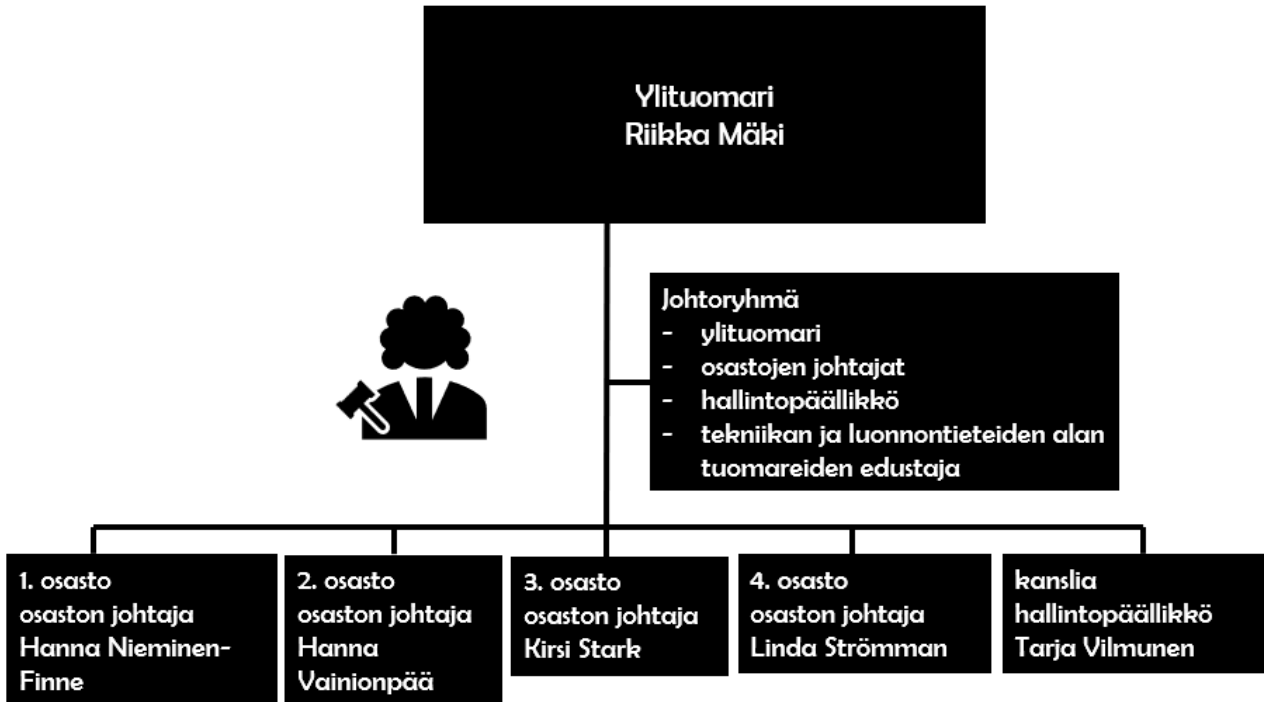 Ylituomari
Riikka Mäki
Johtoryhmä
- ylituomari
- osastojen johtajat
- hallintopäällikkö
- tekniikan ja luonnontieteiden alan
tuomareiden edustaja
1. osasto
osaston johtaja
Hanna Nieminen-
Finne
2. osasto
osaston johtaja
Hanna
Vainionpää
3. osasto
osaston johtaja
Kirsi Stark
4. osasto
osaston johtaja
Linda Strömman
kanslia
hallintopäällikkö
Tarja Vilmunen